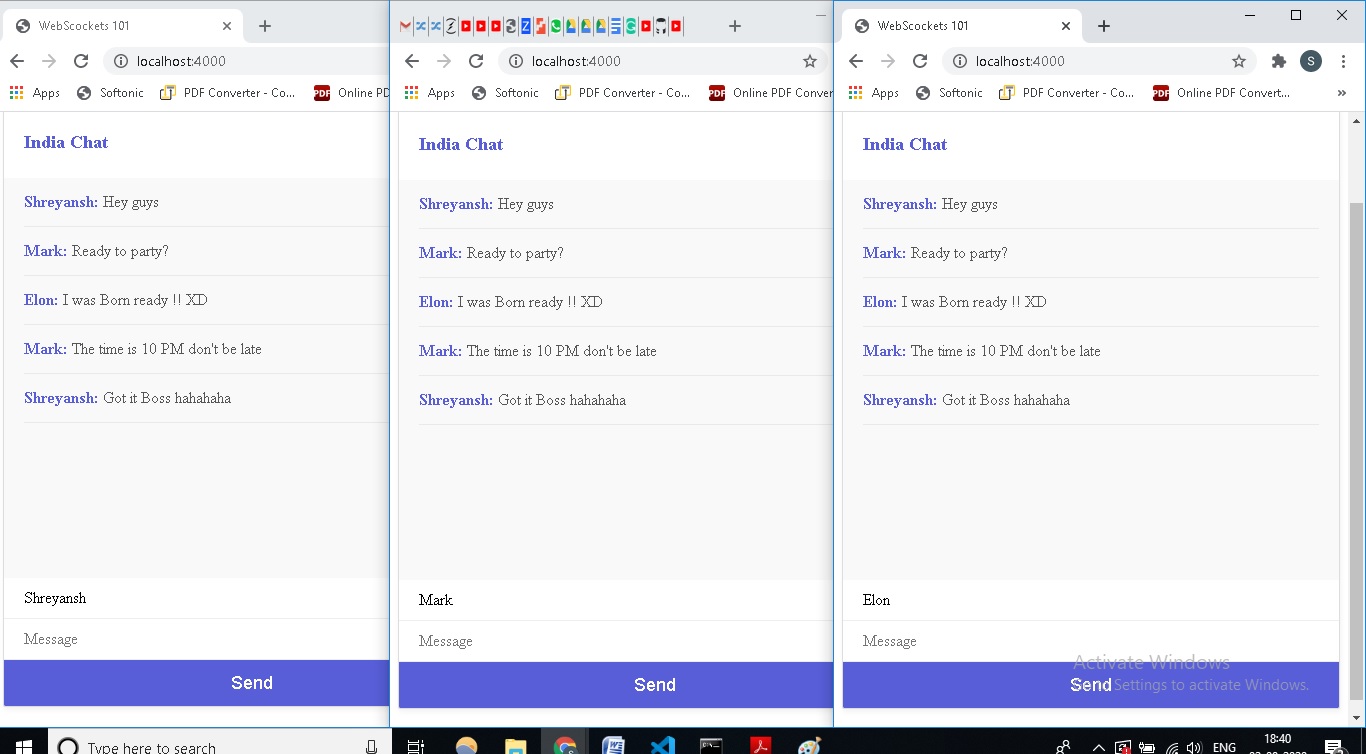 WebScockets 101
localhost:4000
Apps Softonic PDF Converter - Co... Online PD
India Chat
Shreyansh: Hey guys
Mark: Ready to party?
Elon: I was Born ready !! XD
Mark: The time is 10 PM don't be late
Shreyansh: Got it Boss hahahaha
Shreyansh
Message
Send
localhost:4000
Apps Softonic PDF Converter - Co... PDF Online PDF Conver
India Chat
Shreyansh: Hey guys
Mark: Ready to party?
Elon: I was Born ready !! XD
Mark: The time is 10 PM don't be late
Shreyansh: Got it Boss hahahaha
Mark
Message
Send
WebScockets 101
localhost:4000 S
Apps Softonic PDF Converter - Co... PDF Online PDF Convert... »
India Chat
Shreyansh: Hey guys
Mark: Ready to party?
Elon: I was Born ready !! XD
Mark: The time is 10 PM don't be late
Shreyansh: Got it Boss hahahaha
Elon
Message
Activate Windows
Send
Settings to activate Windows.
Type here to search
ENG
18:40